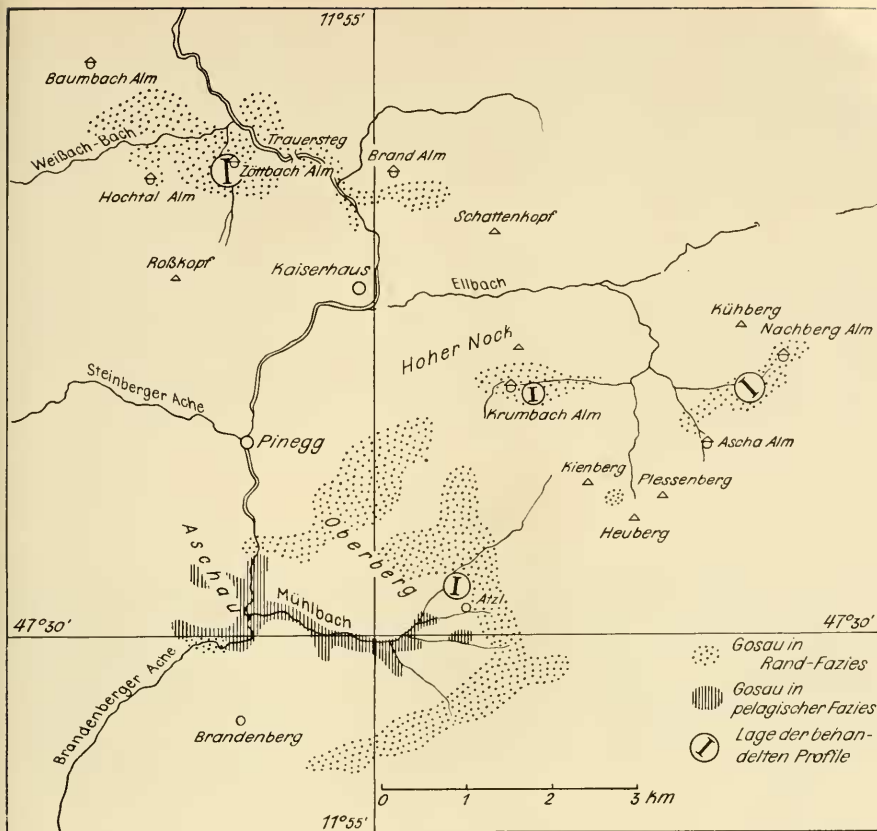 11°55'
Baumbach Alm
Weißach-Bach
Trauersteg
Brand Alm
Zöttbach Alm
Hochtal Alm
Schattenkopf
Roßkopf
Kaiserhaus
Ellbach
Kühberg
Nachberg Alm
Hoher Nock
Steinberger Ache
Krumbach Alm
Pinegg
Ascha Alm
Kienberg
Plessenberg
Heuberg
Oberberg
Aschau
Mühlbach
Atzl
47°30'
47°30'
Brandenberger Ache
Brandenberg
Gosau in
Rand-Fazies
Gosau in
pelagischer Fazies
Lage der behan-
delten Profile
0 1 2 3 km
11°55'
I
I
I
I
I